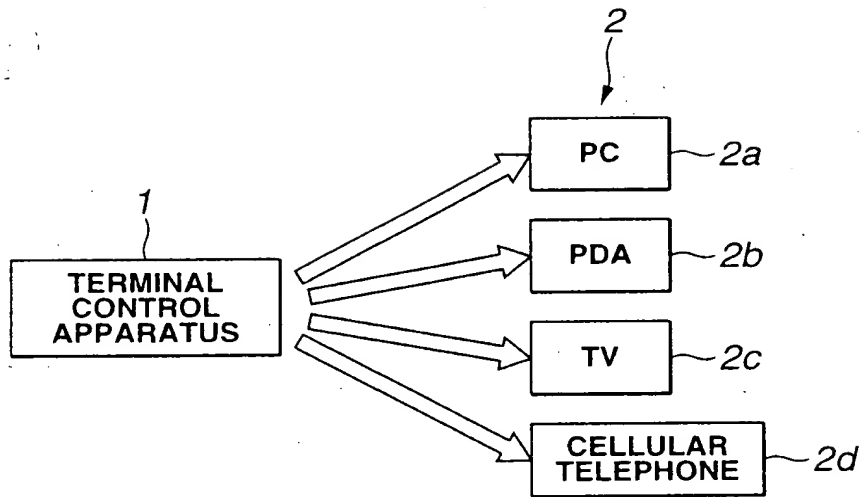 2
PC
2a
1
PDA
2b
TERMINAL
CONTROL
APPARATUS
TV
2c
CELLULAR
TELEPHONE
2d